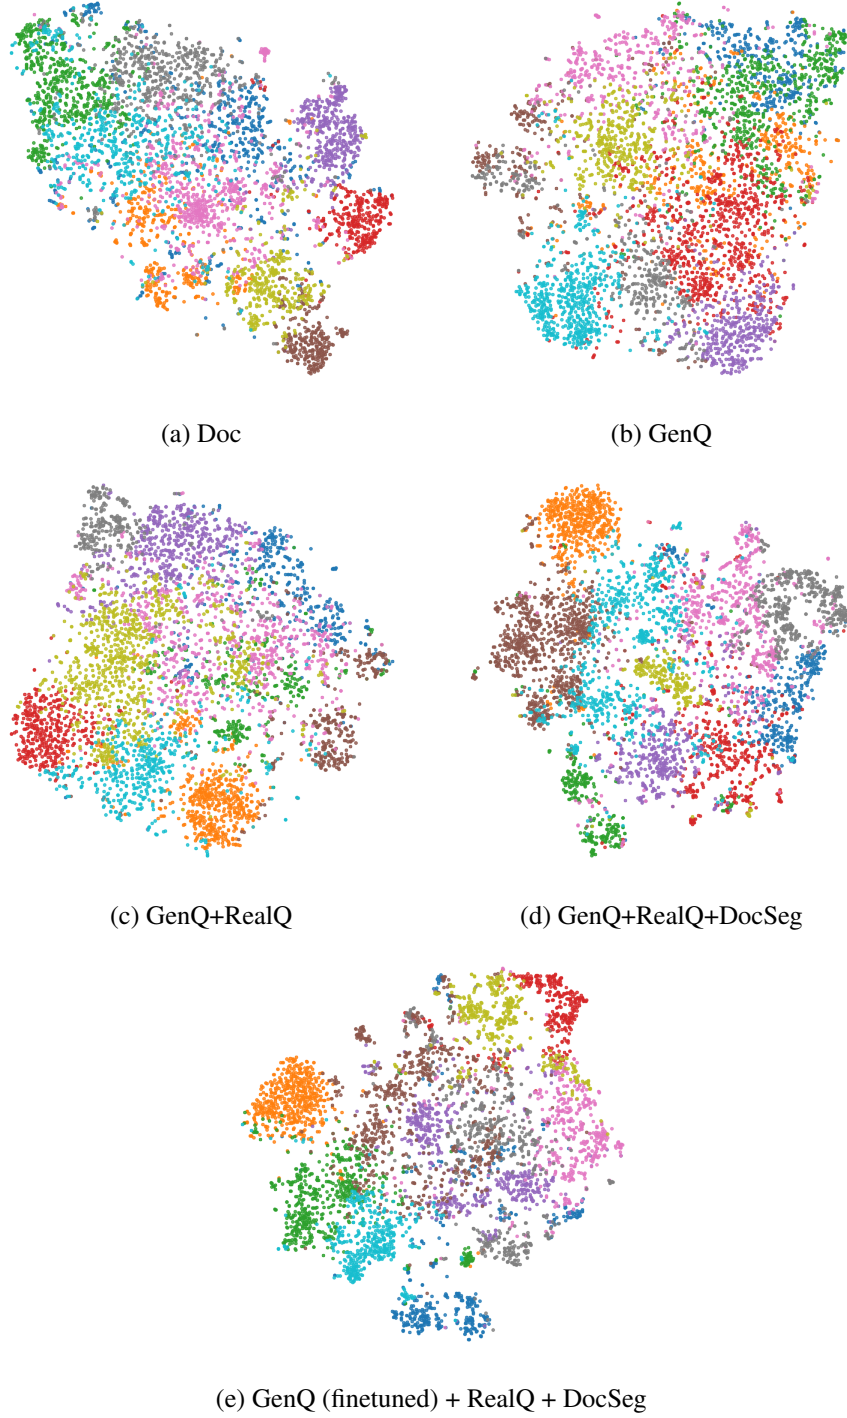 (a) Doc
(b) GenQ
(c) GenQ+RealQ
(d) GenQ+RealQ+DocSeg
(e) GenQ (finetuned) + RealQ + DocSeg